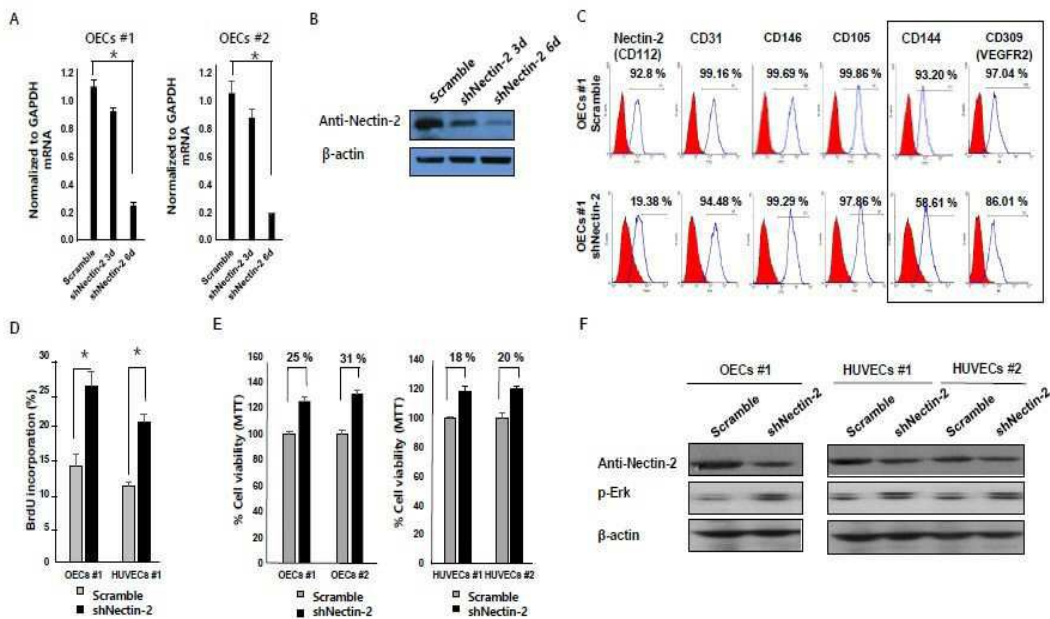 A
OECs #1
*
Normalized to GAPDH
mRNA
1.2
1.0
0.8
0.6
0.4
0.2
0.0
Scramble
shNectin-2 3d
shNectin-2 6d
OECs #2
*
Normalized to GAPDH
mRNA
1.2
1.0
0.8
0.6
0.4
0.2
0.0
Scramble
shNectin-2 3d
shNectin-2 6d
B
Scramble
shNectin-2 3d
shNectin-2 6d
Anti-Nectin-2
β-actin
C
Nectin-2
(CD112)
CD31
CD146
CD105
CD144
CD309
(VEGFR2)
OECs #1
Scramble
92.8 %
99.16 %
99.69 %
99.86 %
93.20 %
97.04 %
OECs #1
shNectin-2
19.38 %
94.48 %
99.29 %
97.86 %
58.61 %
86.01 %
D
BrdU incorporation (%)
30
25
20
15
10
5
0
*
*
OECs #1
HUVECs #1
Scramble
shNectin-2
E
% Cell viability (MTT)
160
140
120
100
80
60
40
20
0
25 %
31 %
OECs #1
OECs #2
Scramble
shNectin-2
% Cell viability (MTT)
140
120
100
80
60
40
20
0
18 %
20 %
HUVECs #1
HUVECs #2
Scramble
shNectin-2
F
OECs #1
HUVECs #1
HUVECs #2
Scramble
shNectin-2
Scramble
shNectin-2
Scramble
shNectin-2
Anti-Nectin-2
p-Erk
β-actin